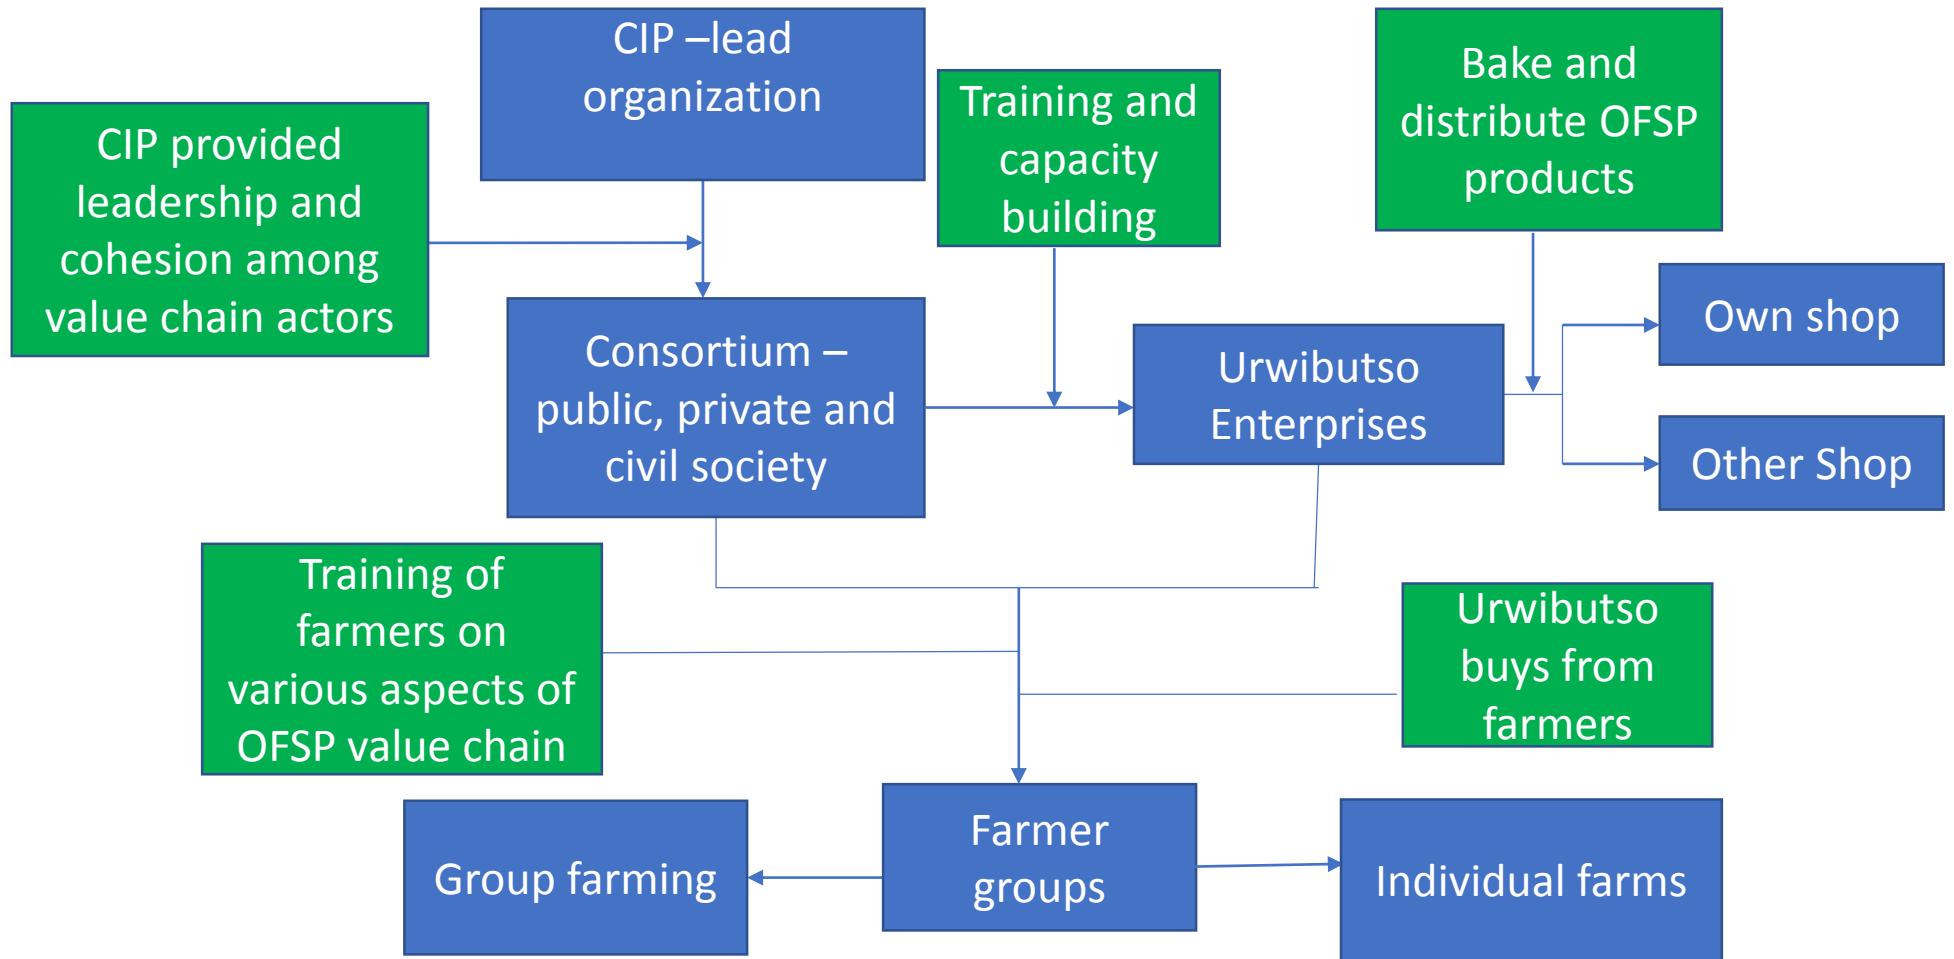 CIP –lead
organization
CIP provided
leadership and
cohesion among
value chain actors
Training and
capacity
building
Bake and
distribute OFSP
products
Own shop
Other Shop
Consortium –
public, private and
civil society
Urwibutso
Enterprises
Training of
farmers on
various aspects of
OFSP value chain
Urwibutso
buys from
farmers
Group farming
Farmer
groups
Individual farms